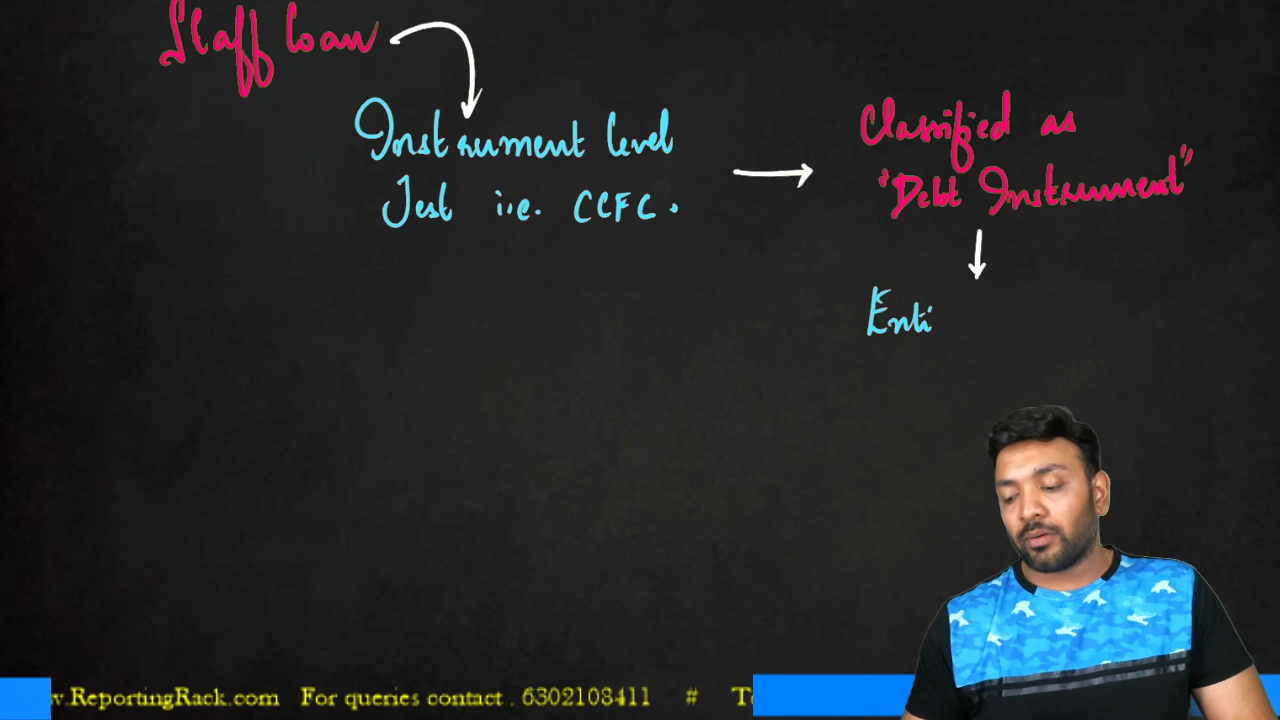 Staff loan
Instrument level
Test i.e. CCFC.
Classified as
"Debt Instrument"
Enti
w.ReportingRack.com For queries contact . 6302108411 # T